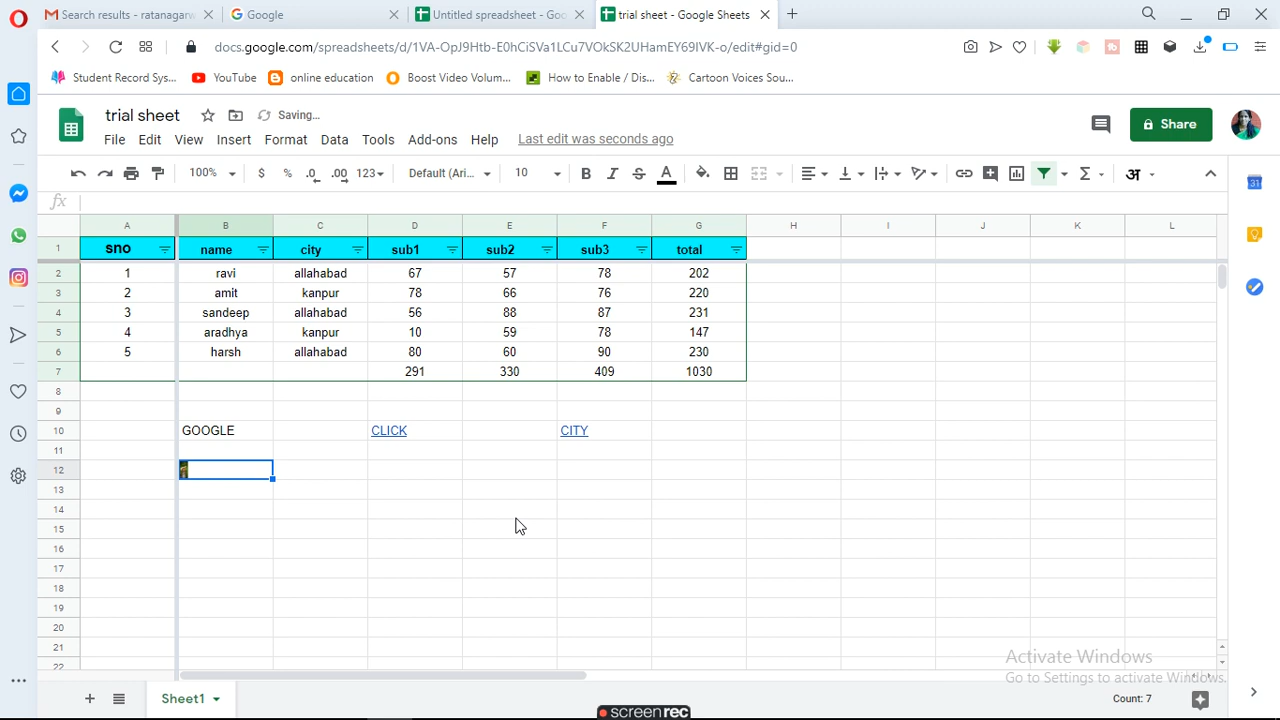 Search results - ratanagarw
Google
Untitled spreadsheet - Goo
trial sheet - Google Sheets
docs.google.com/spreadsheets/d/1VA-OpJ9Htb-E0hCiSVa1LCu7VOkSK2UHamEY69IVK-o/edit#gid=0
Student Record Sys...
YouTube
online education
Boost Video Volum...
How to Enable / Dis...
Cartoon Voices Sou...
trial sheet
Saving...
File Edit View Insert Format Data Tools Add-ons Help Last edit was seconds ago
Share
100% $ % .0 .00 123 Default (Ari... 10 B I S A Σ अ
fx
A B C D E F G H I J K L
1 sno name city sub1 sub2 sub3 total
2 1 ravi allahabad 67 57 78 202
3 2 amit kanpur 78 66 76 220
4 3 sandeep allahabad 56 88 87 231
5 4 aradhya kanpur 10 59 78 147
6 5 harsh allahabad 80 60 90 230
7 291 330 409 1030
8
9
10 GOOGLE CLICK CITY
11
12
13
14
15
16
17
18
19
20
21
22
Activate Windows
Go to Settings to activate Windows.
Sheet1
Count: 7
screenrec